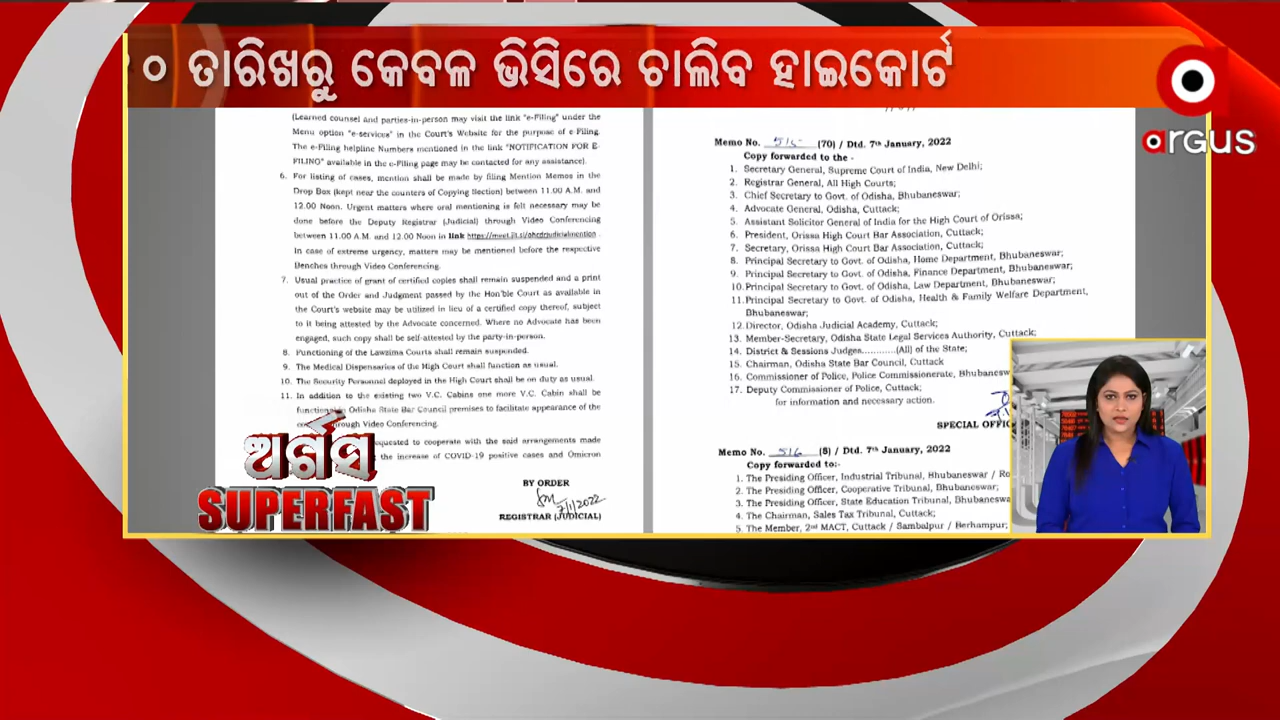 ୦ ତାରିଖରୁ କେବଳ ଭିସିରେ ଚାଲିବ ହାଇକୋର୍ଟ
argus
(Learned counsel and parties-in-person may visit the link "e-Filing" under the
Menu option "e-services" in the Court's Website for the purpose of e-Filing.
The e-Filing helpline Numbers mentioned in the link "NOTIFICATION FOR E-
FILING" available in the e-Filing page may be contacted for any assistance).
6. For listing of cases, mention shall be made by filing Mention Memos in the
Drop Box (kept near the counters of Copying Section) between 11.00 A.M. and
12.00 Noon. Urgent matters where oral mentioning is felt necessary may be
done before the Deputy Registrar (Judicial) through Video Conferencing
between 11.00 A.M. and 12.00 Noon in link https://meet.jit.si/ohcdrjudicialmention .
In case of extreme urgency, matters may be mentioned before the respective
Benches through Video Conferencing.
7. Usual practice of grant of certified copies shall remain suspended and a print
out of the Order and Judgment passed by the Hon'ble Court as available in
the Court's website may be utilized in lieu of a certified copy thereof, subject
to it being attested by the Advocate concerned. Where no Advocate has been
engaged, such copy shall be self-attested by the party-in-person.
8. Functioning of the Lawzima Courts shall remain suspended.
9. The Medical Dispensaries of the High Court shall function as usual.
10. The Security Personnel deployed in the High Court shall be on duty as usual.
11. In addition to the existing two V.C. Cabins one more V.C. Cabin shall be
functional in Odisha State Bar Council premises to facilitate appearance of the
through Video Conferencing.
requested to cooperate with the said arrangements made
the increase of COVID-19 positive cases and Omicron
BY ORDER
7/1/2022
REGISTRAR (JUDICIAL)
Memo No. 515 (70) / Dtd. 7th January, 2022
Copy forwarded to the -
1. Secretary General, Supreme Court of India, New Delhi;
2. Registrar General, All High Courts;
3. Chief Secretary to Govt. of Odisha, Bhubaneswar;
4. Advocate General, Odisha, Cuttack;
5. Assistant Solicitor General of India for the High Court of Orissa;
6. President, Orissa High Court Bar Association, Cuttack;
7. Secretary, Orissa High Court Bar Association, Cuttack;
8. Principal Secretary to Govt. of Odisha, Home Department, Bhubaneswar;
9. Principal Secretary to Govt. of Odisha, Finance Department, Bhubaneswar;
10. Principal Secretary to Govt. of Odisha, Law Department, Bhubaneswar;
11. Principal Secretary to Govt. of Odisha, Health & Family Welfare Department,
Bhubaneswar;
12. Director, Odisha Judicial Academy, Cuttack;
13. Member-Secretary, Odisha State Legal Services Authority, Cuttack;
14. District & Sessions Judges............(All) of the State;
15. Chairman, Odisha State Bar Council, Cuttack
16. Commissioner of Police, Police Commissionerate, Bhubanesw
17. Deputy Commissioner of Police, Cuttack;
for information and necessary action.
SPECIAL OFFIC
Memo No. 516 (8) / Dtd. 7th January, 2022
Copy forwarded to:-
1. The Presiding Officer, Industrial Tribunal, Bhubaneswar / Ro
2. The Presiding Officer, Cooperative Tribunal, Bhubaneswar;
3. The Presiding Officer, State Education Tribunal, Bhubaneswa
4. The Chairman, Sales Tax Tribunal, Cuttack;
5. The Member, 2nd MACT, Cuttack / Sambalpur / Berhampur;
ଅର୍ଗସ
SUPERFAST